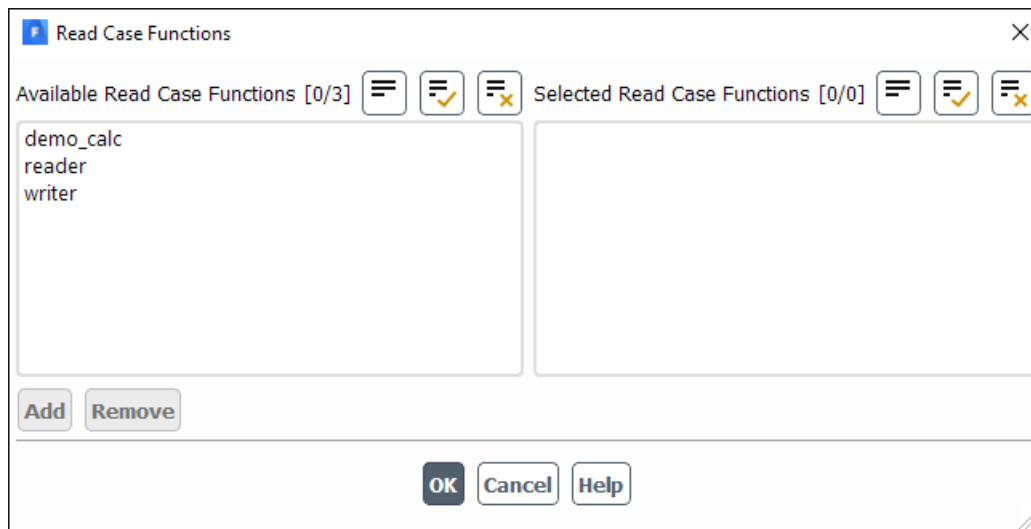 F Read Case Functions
Available Read Case Functions [0/3] Selected Read Case Functions [0/0]
demo_calc
reader
writer
Add Remove
OK Cancel Help